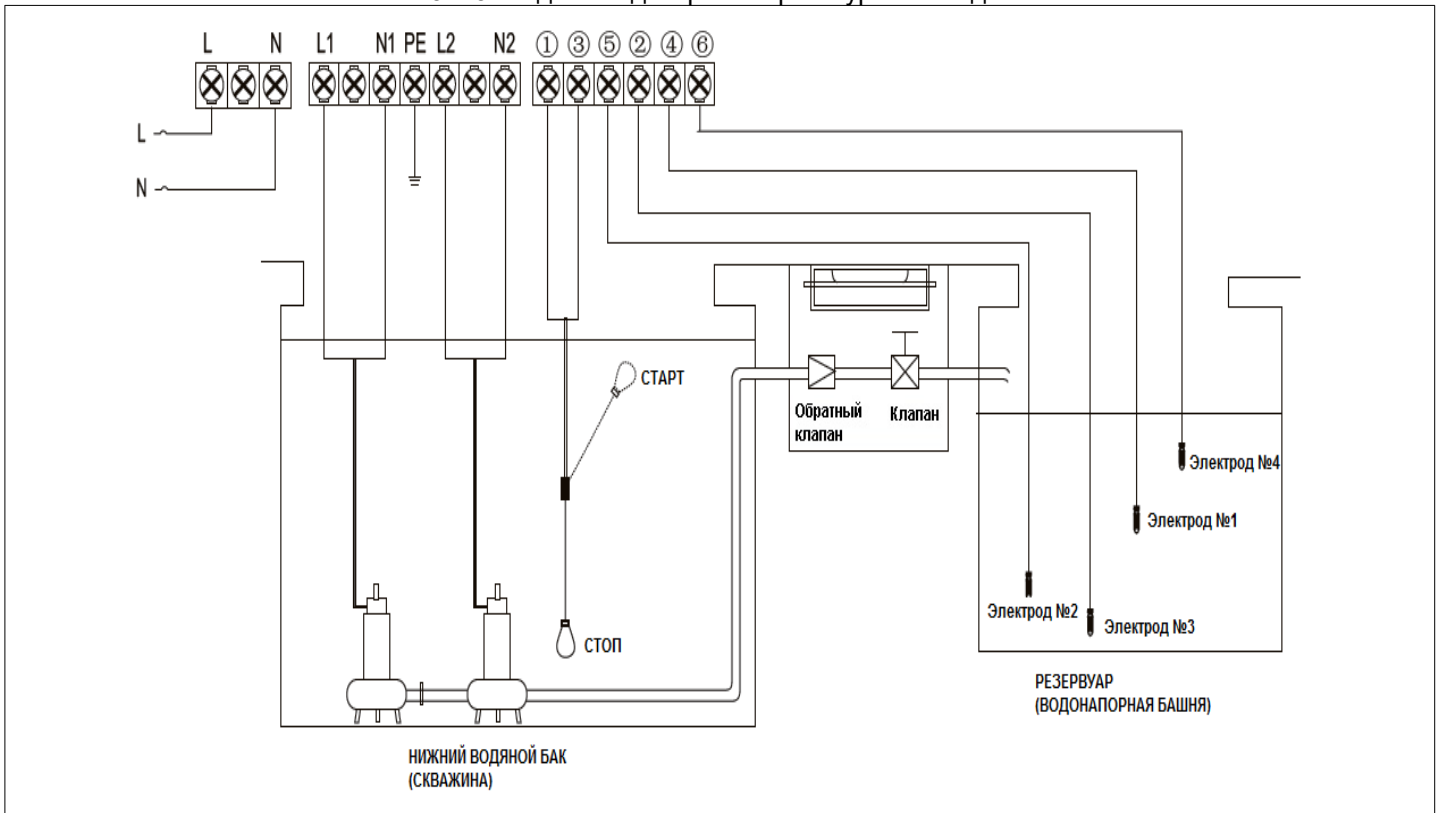 L N L1 N1 PE L2 N2 ① ③ ⑤ ② ④ ⑥
L
N
СТАРТ
Обратный
клапан
Клапан
Электрод №4
Электрод №1
Электрод №2
Электрод №3
СТОП
РЕЗЕРВУАР
(ВОДОНАПОРНАЯ БАШНЯ)
НИЖНИЙ ВОДЯНОЙ БАК
(СКВАЖИНА)